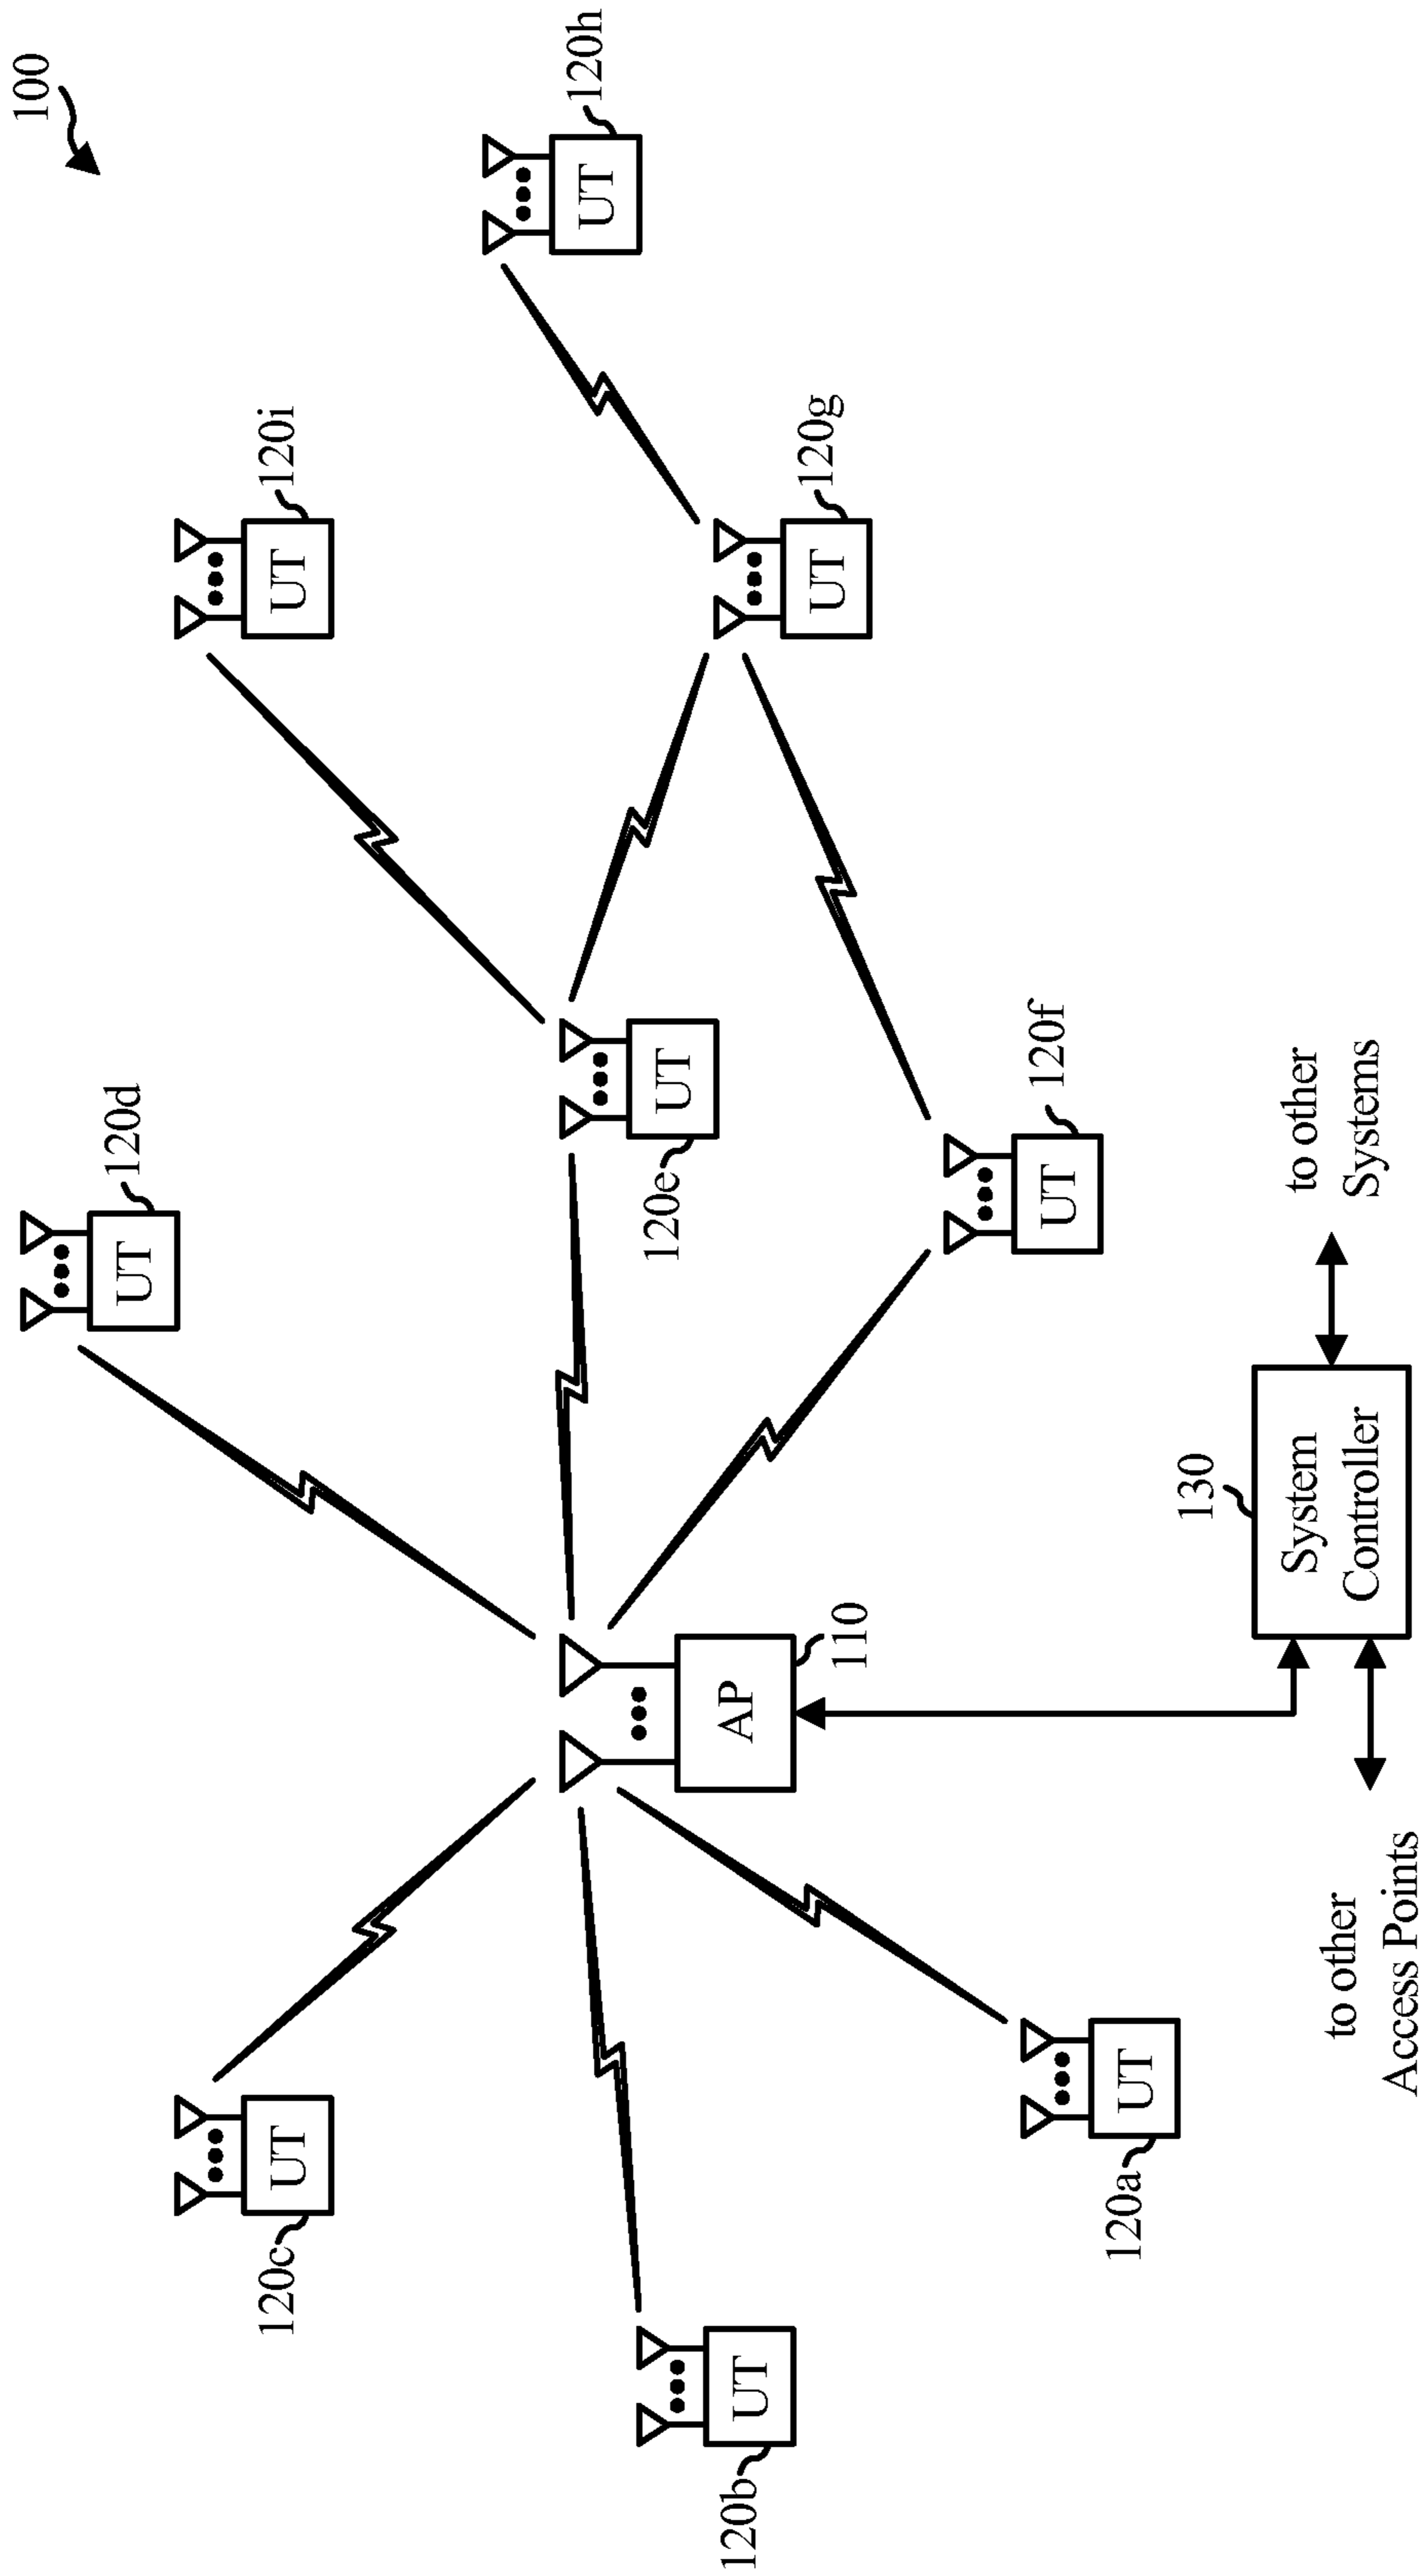 100
UT
120d
UT
120i
UT
120c
UT
120h
UT
120e
UT
120b
AP
110
UT
120g
UT
120f
UT
120a
130
System
Controller
to other
Systems
to other
Access Points